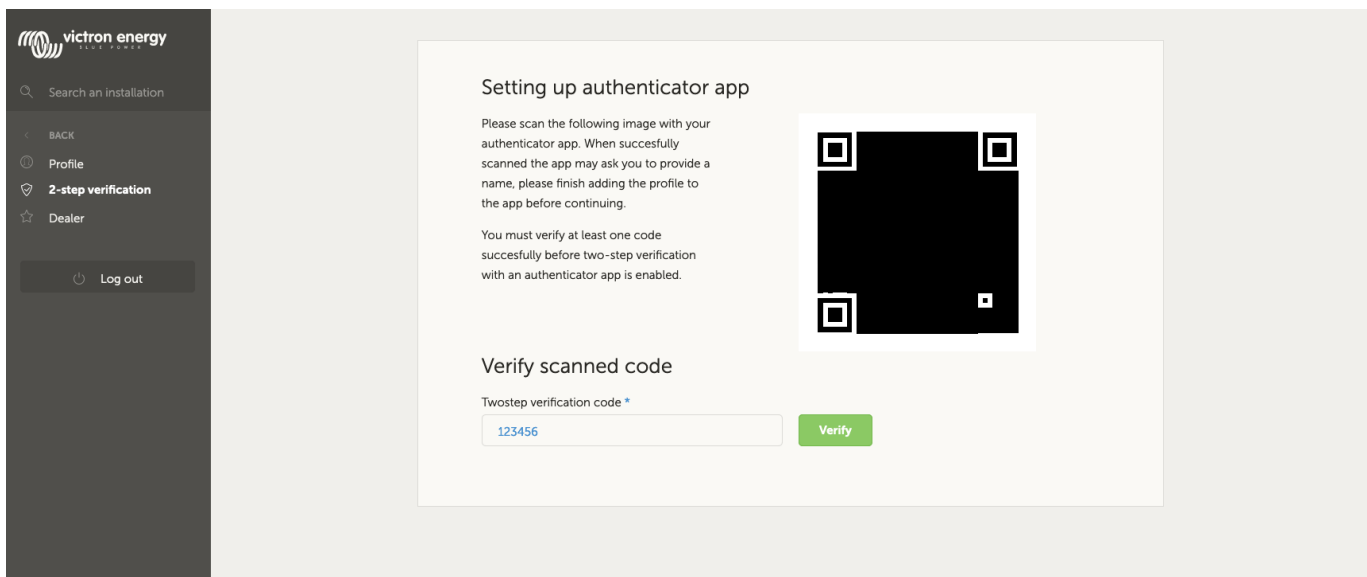 victron energy
BLUE POWER
Search an installation
BACK
Profile
2-step verification
Dealer
Log out
Setting up authenticator app
Please scan the following image with your
authenticator app. When succesfully
scanned the app may ask you to provide a
name, please finish adding the profile to
the app before continuing.
You must verify at least one code
succesfully before two-step verification
with an authenticator app is enabled.
Verify scanned code
Twostep verification code *
123456
Verify